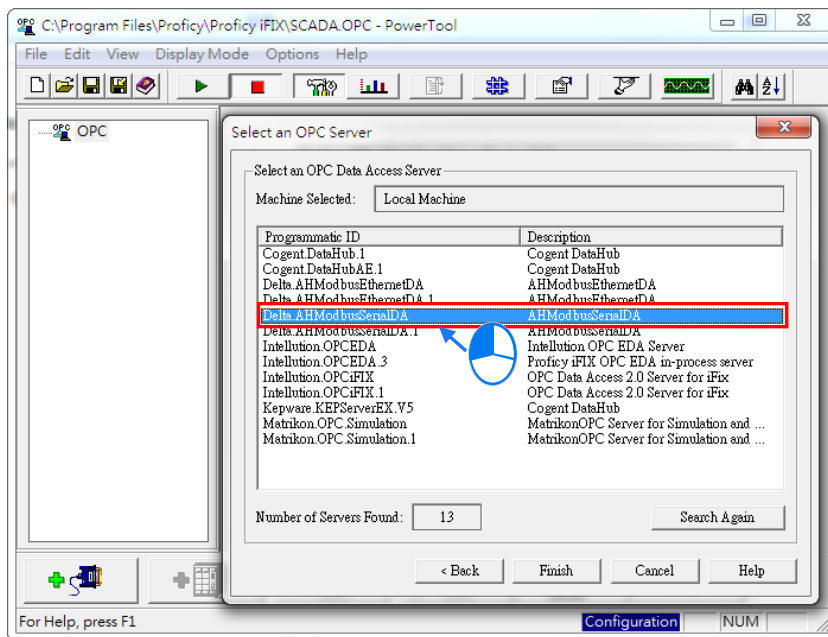 C:\Program Files\Proficy\Proficy iFIX\SCADA.OPC - PowerTool
File Edit View Display Mode Options Help
OPC
Select an OPC Server
Select an OPC Data Access Server
Machine Selected: Local Machine
Programmatic ID Description
Cogent.DataHub.1 Cogent DataHub
Cogent.DataHubAE.1 Cogent DataHub
Delta.AHModbusEthernetDA AHModbusEthernetDA
Delta.AHModbusEthernetDA.1 AHModbusEthernetDA
Delta.AHModbusSerialDA AHModbusSerialDA
Delta.AHModbusSerialDA.1 AHModbusSerialDA
Intellution.OPCEDA Intellution OPC EDA Server
Intellution.OPCEDA.3 Proficy iFIX OPC EDA in-process server
Intellution.OPCiFIX OPC Data Access 2.0 Server for iFix
Intellution.OPCiFIX.1 OPC Data Access 2.0 Server for iFix
Kepware.KEPServerEX.V5 Cogent DataHub
Matrikon.OPC.Simulation MatrikonOPC Server for Simulation and ...
Matrikon.OPC.Simulation.1 MatrikonOPC Server for Simulation and ...
Number of Servers Found: 13 Search Again
< Back Finish Cancel Help
For Help, press F1 Configuration NUM